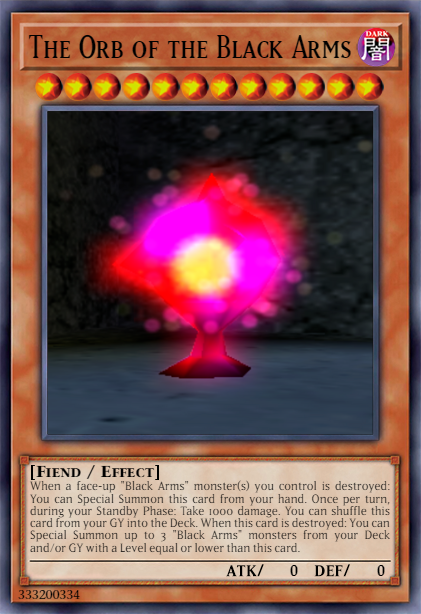 The Orb of the Black Arms
DARK
闇
[Fiend / Effect]
When a face-up "Black Arms" monster(s) you control is destroyed:
You can Special Summon this card from your hand. Once per turn,
during your Standby Phase: Take 1000 damage. You can shuffle this
card from your GY into the Deck. When this card is destroyed: You can
Special Summon up to 3 "Black Arms" monsters from your Deck
and/or GY with a Level equal or lower than this card.
ATK/ 0 DEF/ 0
333200334